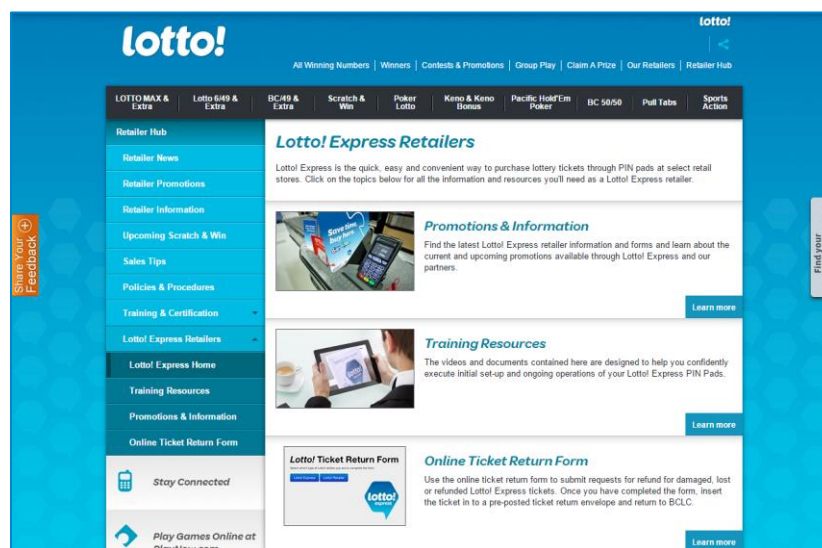 lotto!
lotto!
All Winning Numbers | Winners | Contests & Promotions | Group Play | Claim A Prize | Our Retailers | Retailer Hub
LOTTO MAX & Extra
Lotto 6/49 & Extra
BC/49 & Extra
Scratch & Win
Poker Lotto
Keno & Keno Bonus
Pacific Hold'Em Poker
BC 50/50
Pull Tabs
Sports Action
Retailer Hub
Retailer News
Retailer Promotions
Retailer Information
Upcoming Scratch & Win
Sales Tips
Policies & Procedures
Training & Certification
Lotto! Express Retailers
Lotto! Express Home
Training Resources
Promotions & Information
Online Ticket Return Form
Stay Connected
Play Games Online at
PlayNow.com
Share Your
Feedback
Lotto! Express Retailers
Lotto! Express is the quick, easy and convenient way to purchase lottery tickets through PIN pads at select retail
stores. Click on the topics below for all the information and resources you'll need as a Lotto! Express retailer.
Save time,
buy here
Promotions & Information
Find the latest Lotto! Express retailer information and forms and learn about the
current and upcoming promotions available through Lotto! Express and our
partners.
Learn more
Training Resources
The videos and documents contained here are designed to help you confidently
execute initial set-up and ongoing operations of your Lotto! Express PIN Pads.
Learn more
Lotto! Ticket Return Form
lotto!
express
Online Ticket Return Form
Use the online ticket return form to submit requests for refund for damaged, lost
or refunded Lotto! Express tickets. Once you have completed the form, insert
the ticket in to a pre-posted ticket return envelope and return to BCLC.
Learn more
Find your